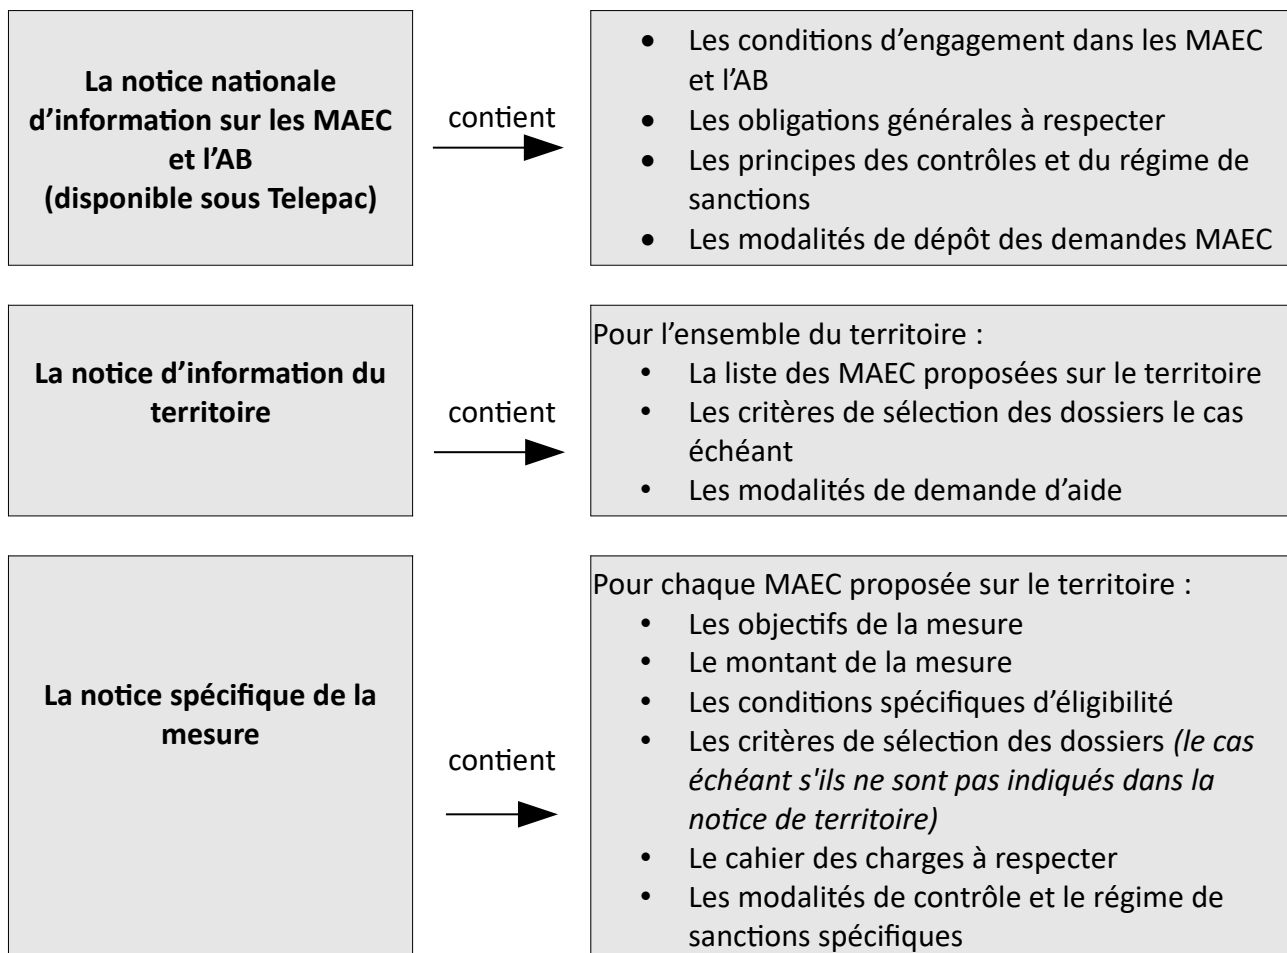 La notice nationale
d’information sur les MAEC
et l’AB
(disponible sous Telepac)
contient
• Les conditions d’engagement dans les MAEC
et l’AB
• Les obligations générales à respecter
• Les principes des contrôles et du régime de
sanctions
• Les modalités de dépôt des demandes MAEC
La notice d’information du
territoire
contient
Pour l’ensemble du territoire :
• La liste des MAEC proposées sur le territoire
• Les critères de sélection des dossiers le cas
échéant
• Les modalités de demande d’aide
La notice spécifique de la
mesure
contient
Pour chaque MAEC proposée sur le territoire :
• Les objectifs de la mesure
• Le montant de la mesure
• Les conditions spécifiques d’éligibilité
• Les critères de sélection des dossiers (le cas
échéant s'ils ne sont pas indiqués dans la
notice de territoire)
• Le cahier des charges à respecter
• Les modalités de contrôle et le régime de
sanctions spécifiques